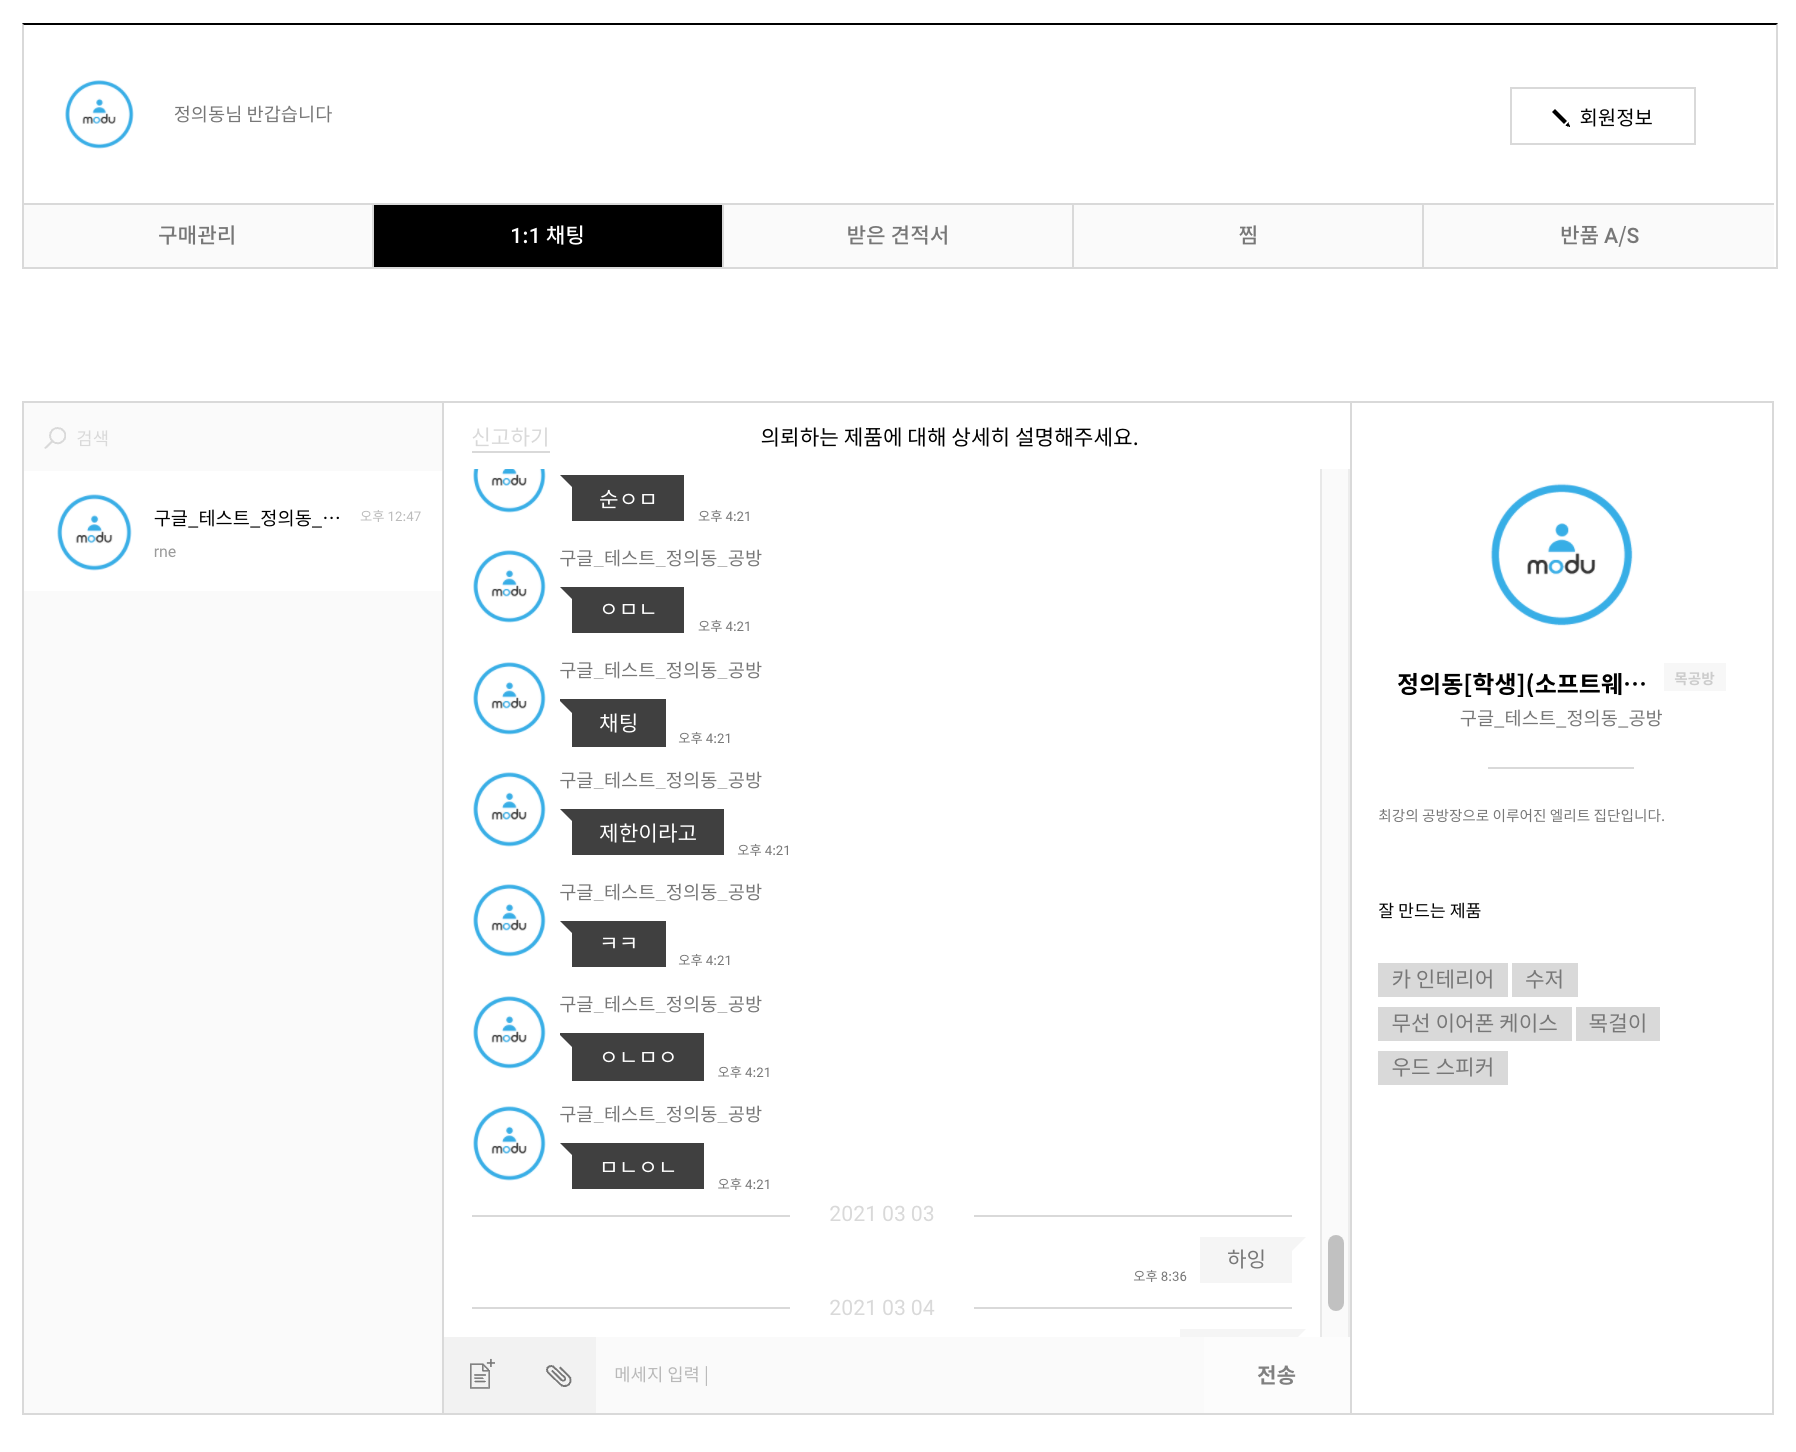 modu
정의동님 반갑습니다
회원정보
구매관리
1:1 채팅
받은 견적서
찜
반품 A/S
검색
modu
구글_테스트_정의동_···
오후 12:47
rne
신고하기
의뢰하는 제품에 대해 상세히 설명해주세요.
modu
순ㅇㅁ
오후 4:21
구글_테스트_정의동_공방
modu
ㅇㅁㄴ
오후 4:21
구글_테스트_정의동_공방
modu
채팅
오후 4:21
구글_테스트_정의동_공방
modu
제한이라고
오후 4:21
구글_테스트_정의동_공방
modu
ㅋㅋ
오후 4:21
구글_테스트_정의동_공방
modu
ㅇㄴㅁㅇ
오후 4:21
구글_테스트_정의동_공방
modu
ㅁㄴㅇㄴ
오후 4:21
2021 03 03
하잉
오후 8:36
2021 03 04
메세지 입력 |
전송
modu
정의동[학생](소프트웨···
목공방
구글_테스트_정의동_공방
최강의 공방장으로 이루어진 엘리트 집단입니다.
잘 만드는 제품
카 인테리어 수저
무선 이어폰 케이스 목걸이
우드 스피커